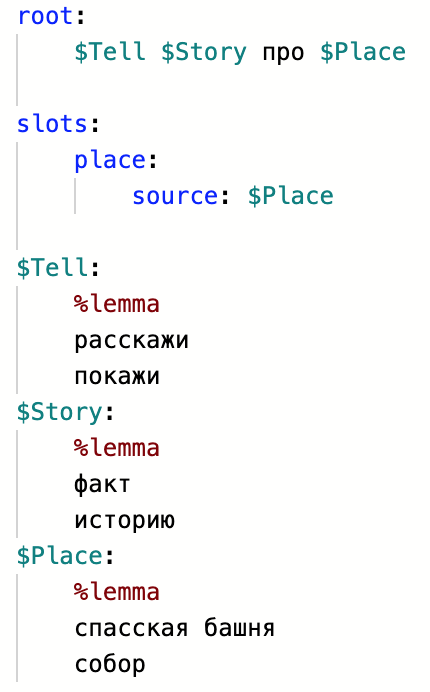 root:
$Tell $Story про $Place
slots:
place:
source: $Place
$Tell:
%lemma
расскажи
покажи
$Story:
%lemma
факт
историю
$Place:
%lemma
спасская башня
собор